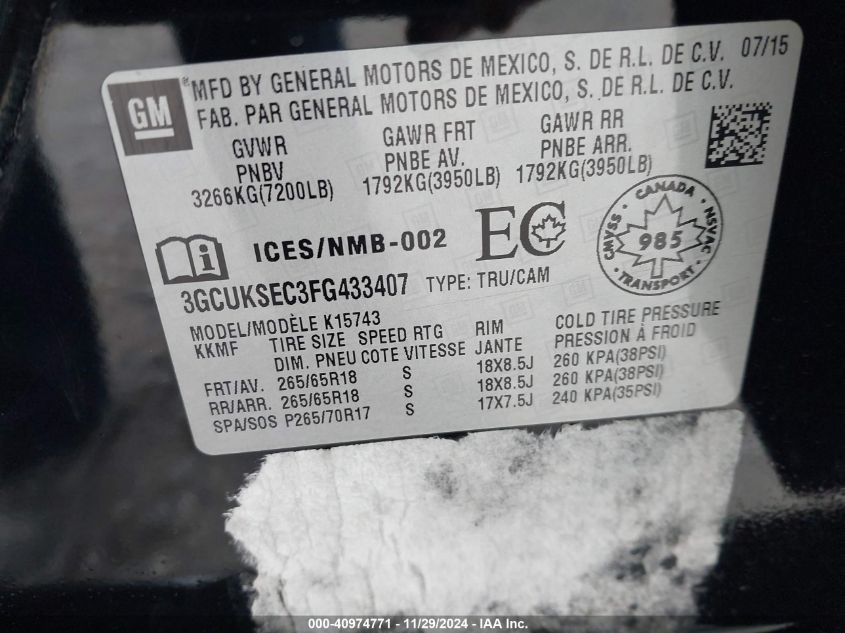 GM
MFD BY GENERAL MOTORS DE MEXICO, S. DE R.L. DE C.V. 07/15
FAB. PAR GENERAL MOTORS DE MEXICO, S. DE R.L. DE C.V.
GVWR GAWR FRT GAWR RR
PNBV PNBE AV. PNBE ARR.
3266KG(7200LB) 1792KG(3950LB) 1792KG(3950LB)
ICES/NMB-002 EC CANADA CMVSS NSVAC 985 TRANSPORT
3GCUKSEC3FG433407 TYPE: TRU/CAM
MODEL/MODÈLE K15743
KKMF TIRE SIZE SPEED RTG RIM COLD TIRE PRESSURE
DIM. PNEU COTE VITESSE JANTE PRESSION À FROID
FRT/AV. 265/65R18 S 18X8.5J 260 KPA(38PSI)
RR/ARR. 265/65R18 S 18X8.5J 260 KPA(38PSI)
SPA/SOS P265/70R17 S 17X7.5J 240 KPA(35PSI)
000-40974771 - 11/29/2024 - IAA Inc.